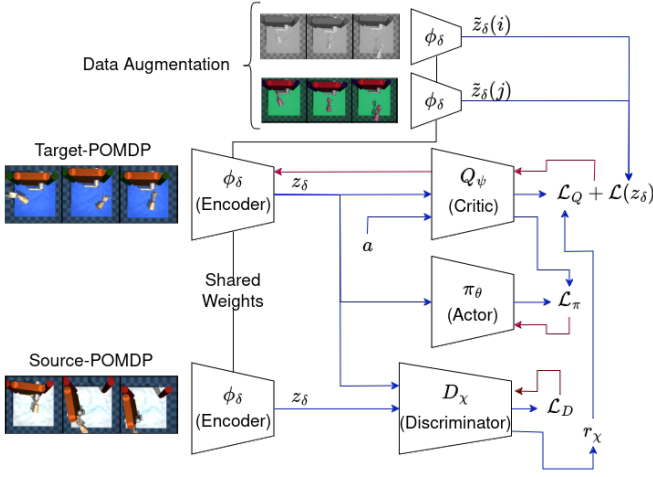 ϕ_δ
z̃_δ(i)
Data Augmentation
ϕ_δ
z̃_δ(j)
Target-POMDP
ϕ_δ
(Encoder)
z_δ
Q_ψ
(Critic)
ℒ_Q + ℒ(z_δ)
a
Shared
Weights
π_θ
(Actor)
ℒ_π
Source-POMDP
ϕ_δ
(Encoder)
z_δ
D_χ
(Discriminator)
ℒ_D
r_χ